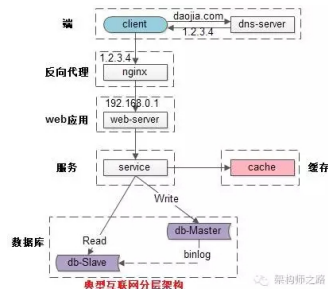 daojia.com
端
client
dns-server
1.2.3.4
1.2.3.4
反向代理
nginx
192.168.0.1
web应用
web-server
服务
service
cache
缓存
Write
数据库
Read
db-Master
binlog
db-Slave
典型互联网分层架构
架构师之路